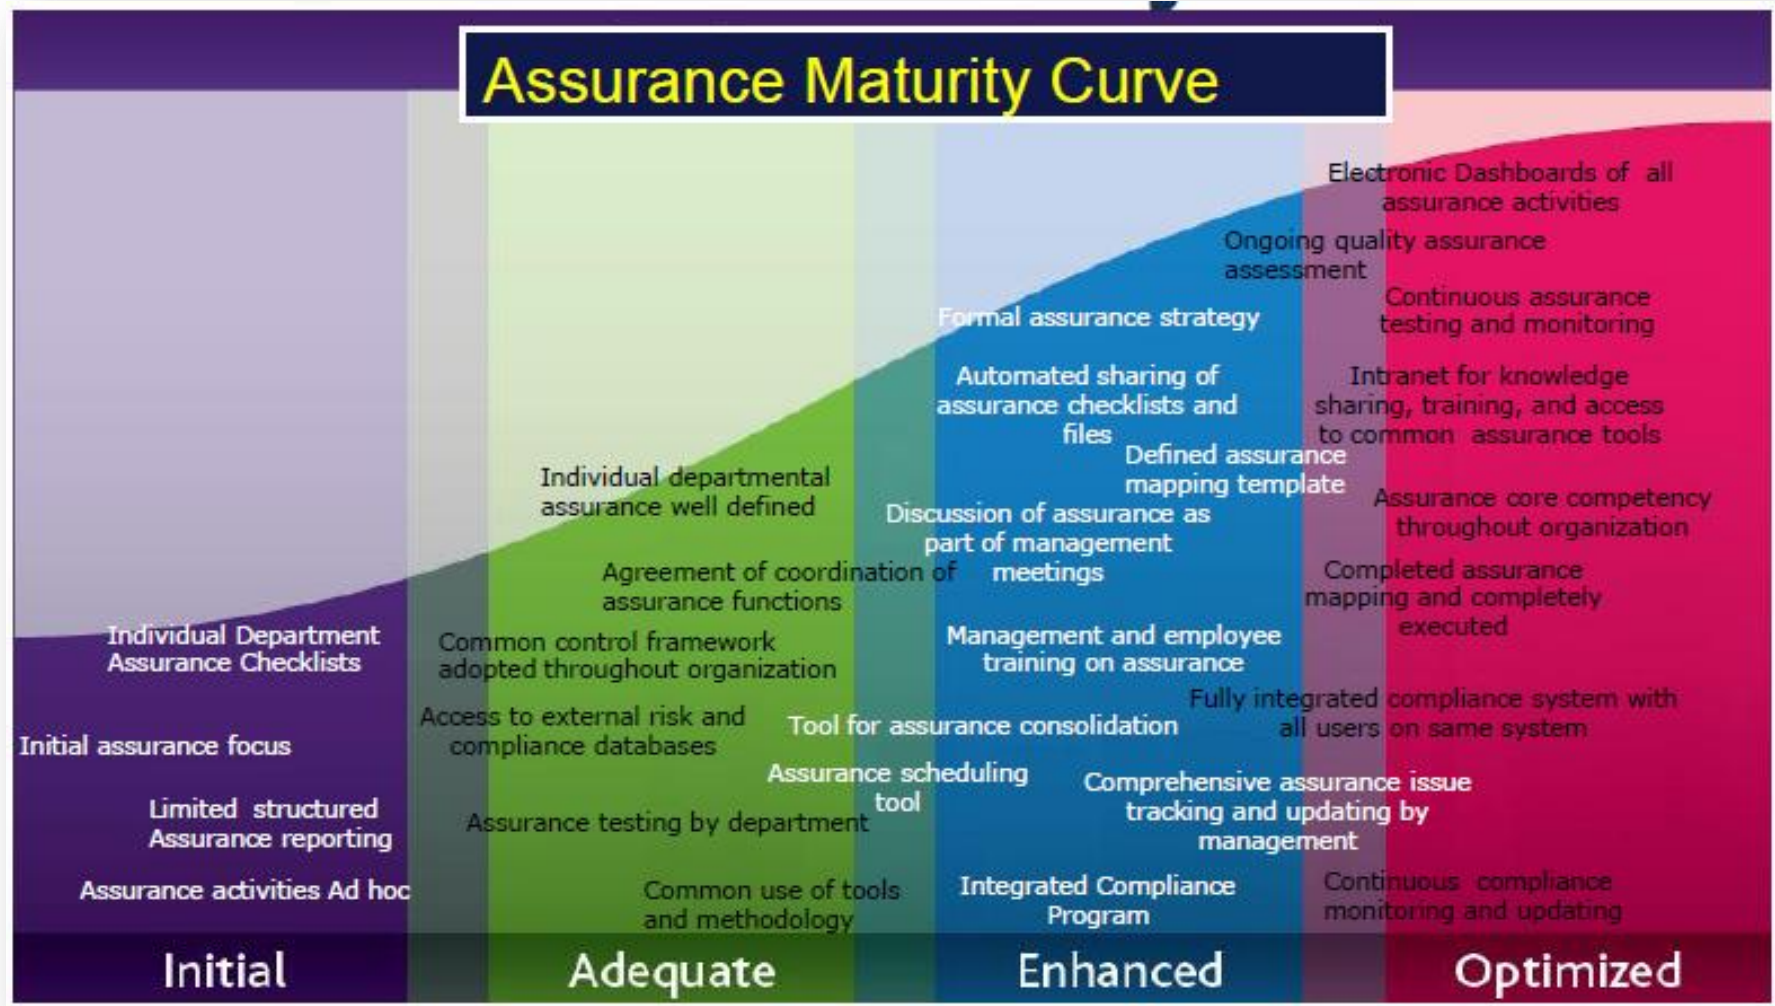 Assurance Maturity Curve
Electronic Dashboards of all
assurance activities
Ongoing quality assurance
assessment
Continuous assurance
testing and monitoring
Formal assurance strategy
Automated sharing of
assurance checklists and
files
Intranet for knowledge
sharing, training, and access
to common assurance tools
Defined assurance
mapping template
Individual departmental
assurance well defined
Assurance core competency
throughout organization
Discussion of assurance as
part of management
meetings
Agreement of coordination of
assurance functions
Completed assurance
mapping and completely
executed
Individual Department
Assurance Checklists
Common control framework
adopted throughout organization
Management and employee
training on assurance
Fully integrated compliance system with
all users on same system
Access to external risk and
compliance databases
Tool for assurance consolidation
Initial assurance focus
Assurance scheduling
tool
Comprehensive assurance issue
tracking and updating by
management
Limited structured
Assurance reporting
Assurance testing by department
Assurance activities Ad hoc
Common use of tools
and methodology
Integrated Compliance
Program
Continuous compliance
monitoring and updating
Initial
Adequate
Enhanced
Optimized